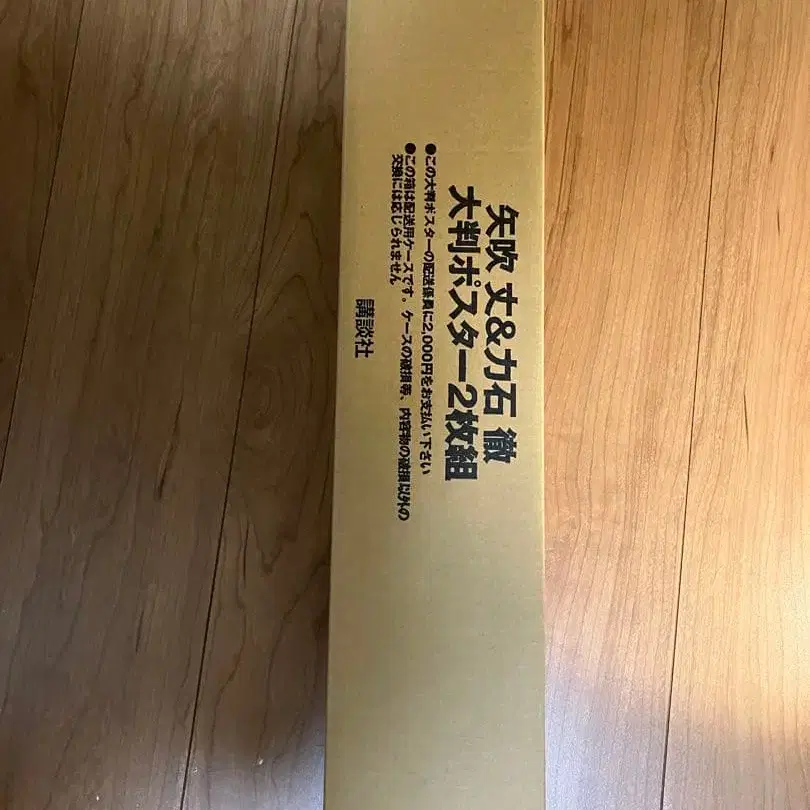 矢吹 丈&力石 徹
大判ポスター2枚組
●この大判ポスターの配送係員に2,000円をお支払い下さい
●この箱は配送用ケースです。ケースの破損等、内容物の破損以外の
交換には応じられません
講談社